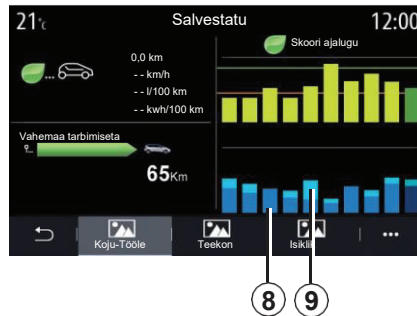 21°c
Salvestatu
12:00
Skoori ajalugu
0,0 km
- - km/h
- - l/100 km
- - kwh/100 km
Vahemaa tarbimiseta
65Km
Koju-Tööle
Teekon
Isiklik
8 9